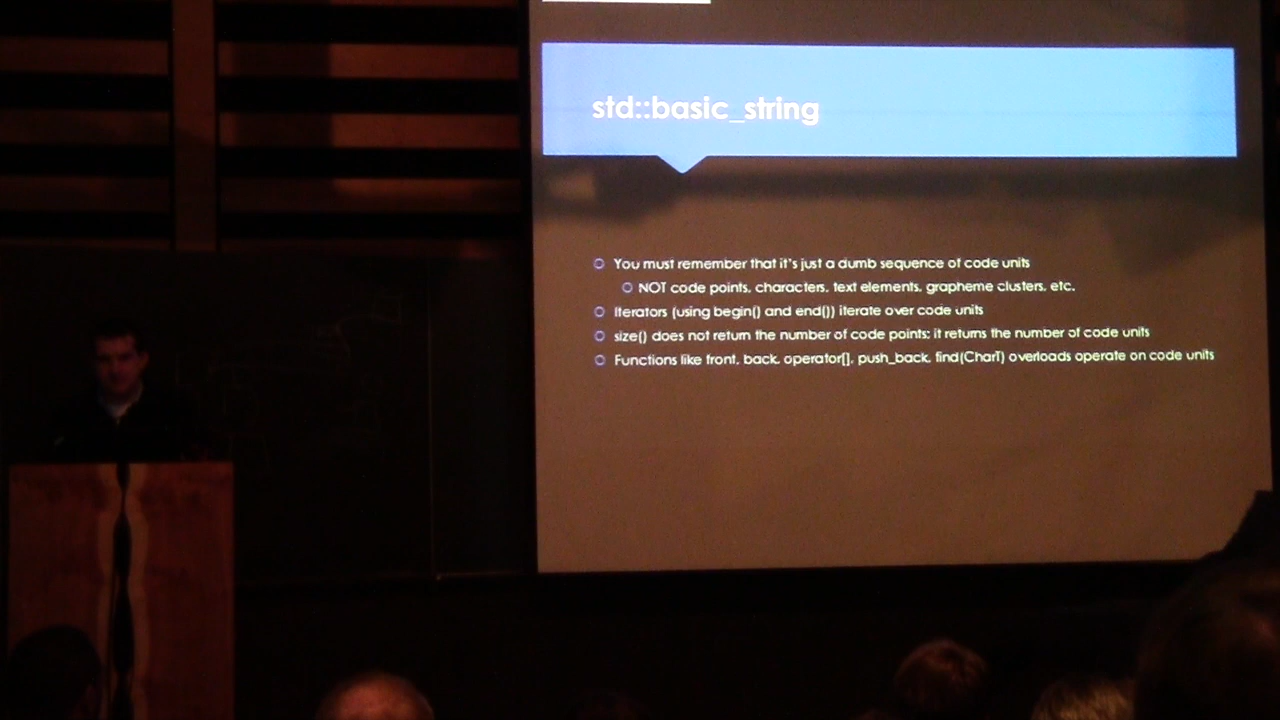 std::basic_string
You must remember that it's just a dumb sequence of code units
NOT code points, characters, text elements, grapheme clusters, etc.
Iterators (using begin() and end()) iterate over code units
size() does not return the number of code points; it returns the number of code units
Functions like front, back, operator[], push_back, find(CharT) overloads operate on code units